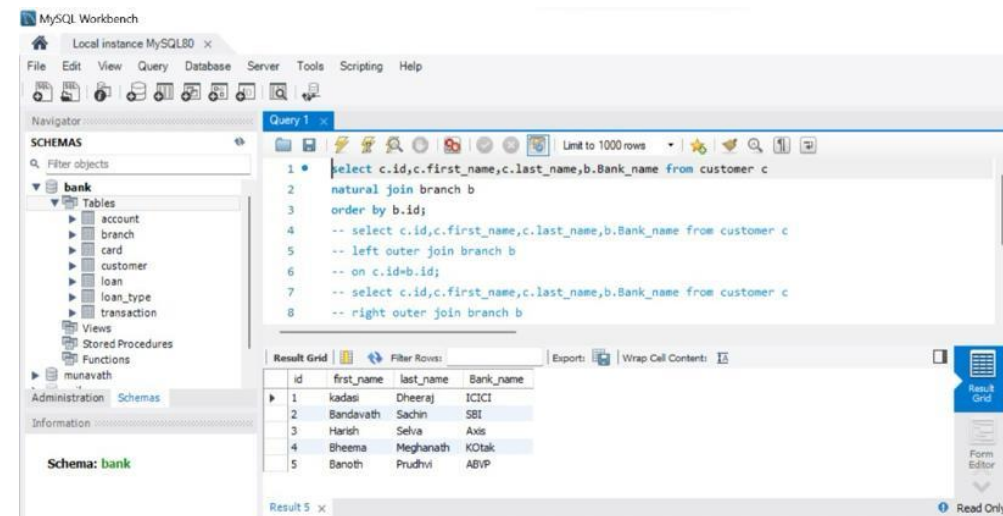 MySQL Workbench
Local instance MySQL80 ×
File Edit View Query Database Server Tools Scripting Help
Navigator
Query 1 ×
SCHEMAS
Limit to 1000 rows
Filter objects
bank
Tables
account
branch
card
customer
loan
loan_type
transaction
Views
Stored Procedures
Functions
munavath
Administration Schemas
Information
Schema: bank
1 select c.id,c.first_name,c.last_name,b.Bank_name from customer c
2 natural join branch b
3 order by b.id;
4 -- select c.id,c.first_name,c.last_name,b.Bank_name from customer c
5 -- left outer join branch b
6 -- on c.id=b.id;
7 -- select c.id,c.first_name,c.last_name,b.Bank_name from customer c
8 -- right outer join branch b
Result Grid Filter Rows: Export: Wrap Cell Content:
id first_name last_name Bank_name
1 kadasi Dheeraj ICICI
2 Bandavath Sachin SBI
3 Harish Selva Axis
4 Bheema Meghanath KOtak
5 Banoth Prudhvi ABVP
Result
Grid
Form
Editor
Result 5 ×
Read Only